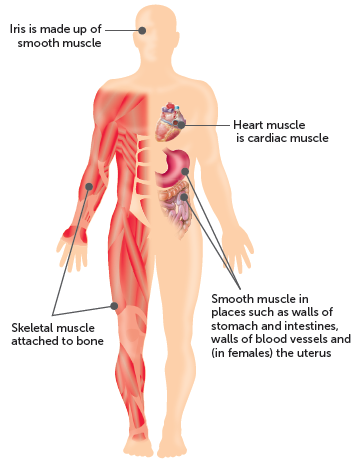 Iris is made up of
smooth muscle
Heart muscle
is cardiac muscle
Skeletal muscle
attached to bone
Smooth muscle in
places such as walls of
stomach and intestines,
walls of blood vessels and
(in females) the uterus